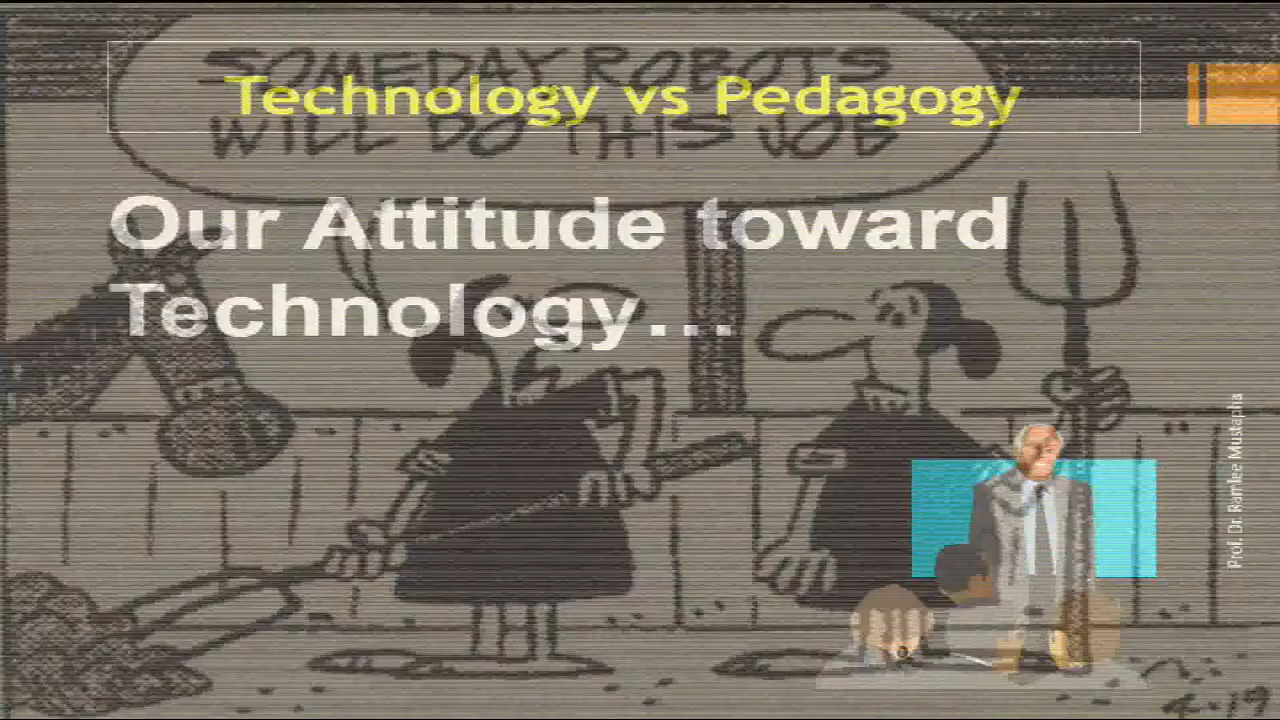 SOMEDAY ROBOTS
Technology vs Pedagogy
WILL DO THIS JOB
Our Attitude toward
Technology...
Prof. Dr. Ramlee Mustapha
4-19